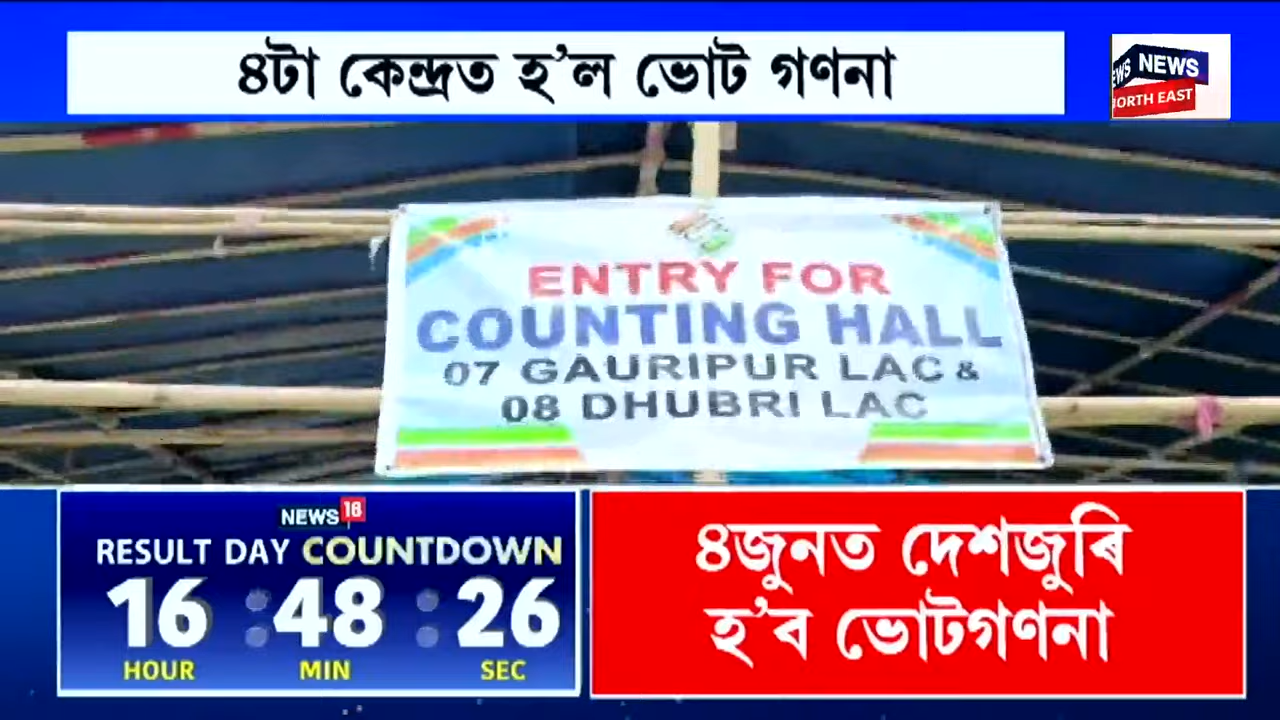 ৪টা কেন্দ্ৰত হ'ল ভোট গণনা
NEWS NEWS
NORTH EAST
ENTRY FOR
COUNTING HALL
07 GAURIPUR LAC &
08 DHUBRI LAC
NEWS18
RESULT DAY COUNTDOWN
16 : 48 : 26
HOUR MIN SEC
৪জুনত দেশজুৰি
হ'ব ভোটগণনা